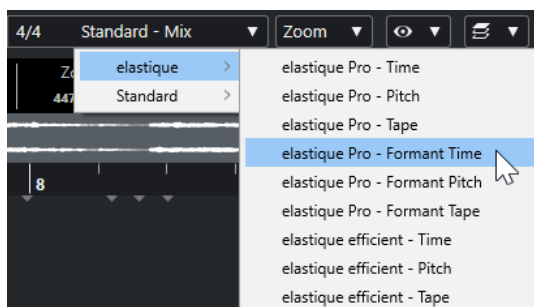 4/4 Standard - Mix Zoom
elastique
Standard
Zo
447
8
elastique Pro - Time
elastique Pro - Pitch
elastique Pro - Tape
elastique Pro - Formant Time
elastique Pro - Formant Pitch
elastique Pro - Formant Tape
elastique efficient - Time
elastique efficient - Pitch
elastique efficient - Tape